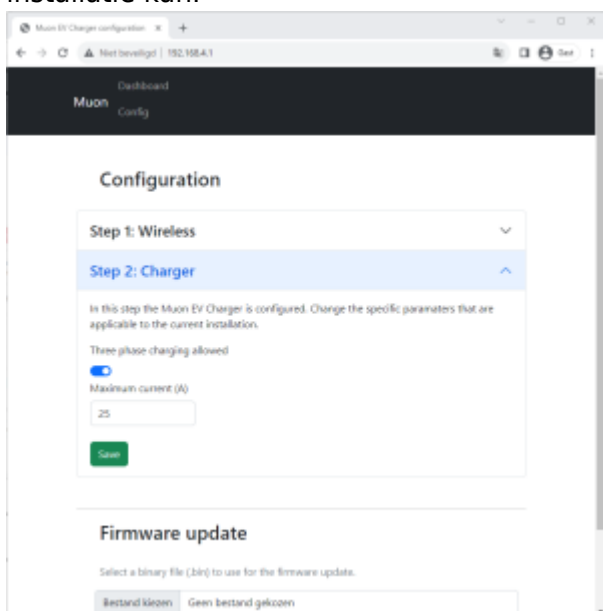 installatie kan.
Muon EV Charger configuration
Niet beveiligd | 192.168.4.1
Dashboard
Muon
Config
Configuration
Step 1: Wireless
Step 2: Charger
In this step the Muon EV Charger is configured. Change the specific paramaters that are
applicable to the current installation.
Three phase charging allowed
Maximum current (A)
25
Save
Firmware update
Select a binary file (.bin) to use for the firmware update.
Bestand kiezen Geen bestand gekozen